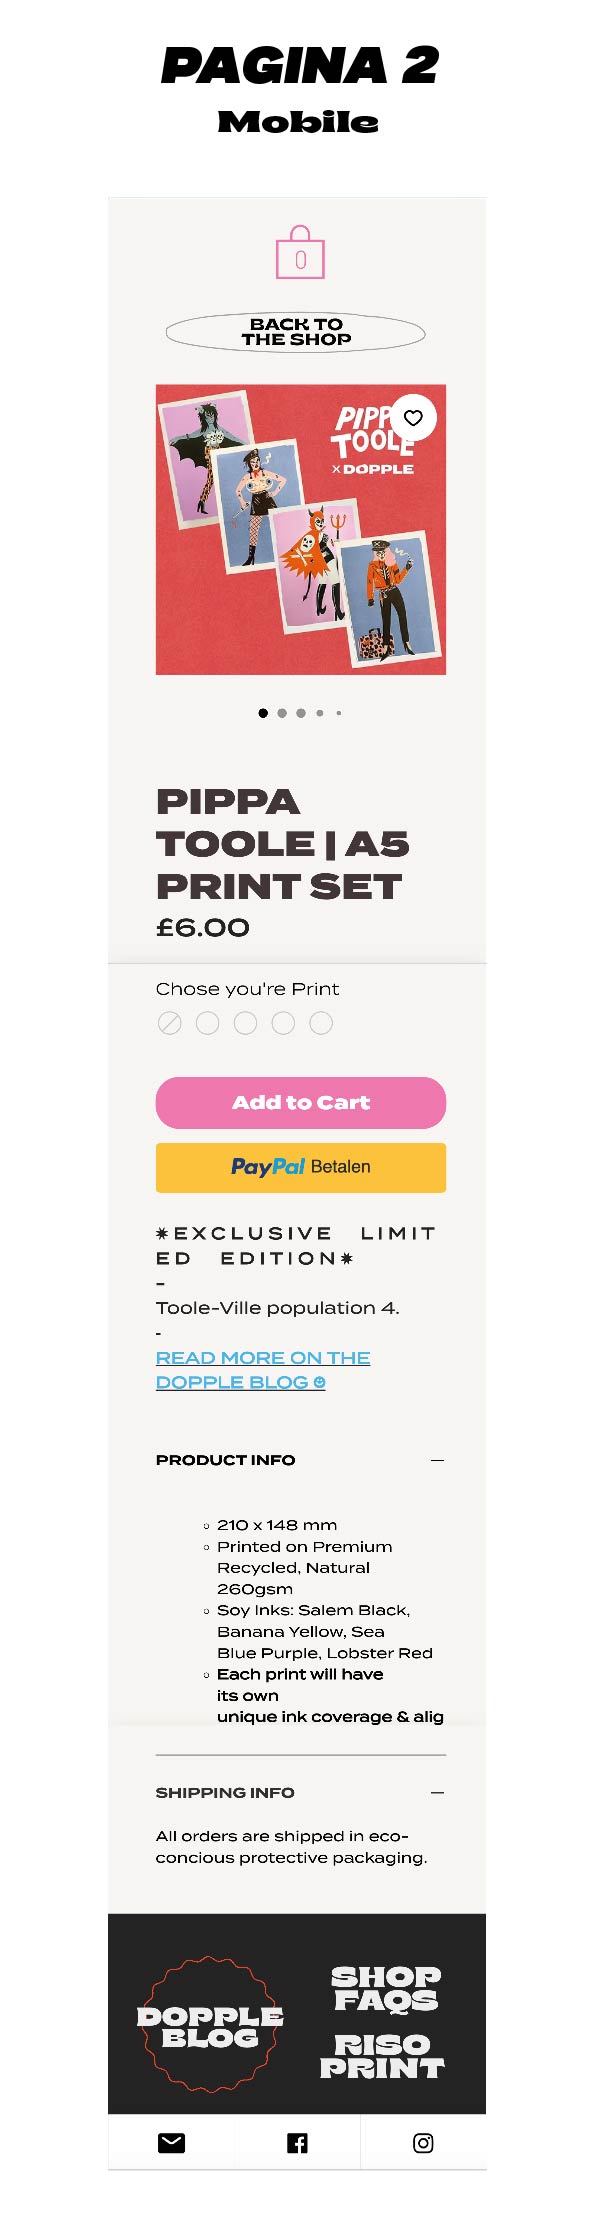 PAGINA 2
Mobile
0
BACK TO
THE SHOP
TOOLE
x DOPPLE
PIPPA
TOOLE | A5
PRINT SET
£6.00
Chose you're Print
Add to Cart
PayPal Betalen
✷EXCLUSIVE LIMIT
ED EDITION✷
-
Toole-Ville population 4.
-
READ MORE ON THE
DOPPLE BLOG ☻
PRODUCT INFO —
210 x 148 mm
Printed on Premium
Recycled, Natural
260gsm
Soy Inks: Salem Black,
Banana Yellow, Sea
Blue Purple, Lobster Red
Each print will have
its own
unique ink coverage & alig
SHIPPING INFO —
All orders are shipped in eco-
concious protective packaging.
DOPPLE
BLOG
SHOP
FAQS
RISO
PRINT